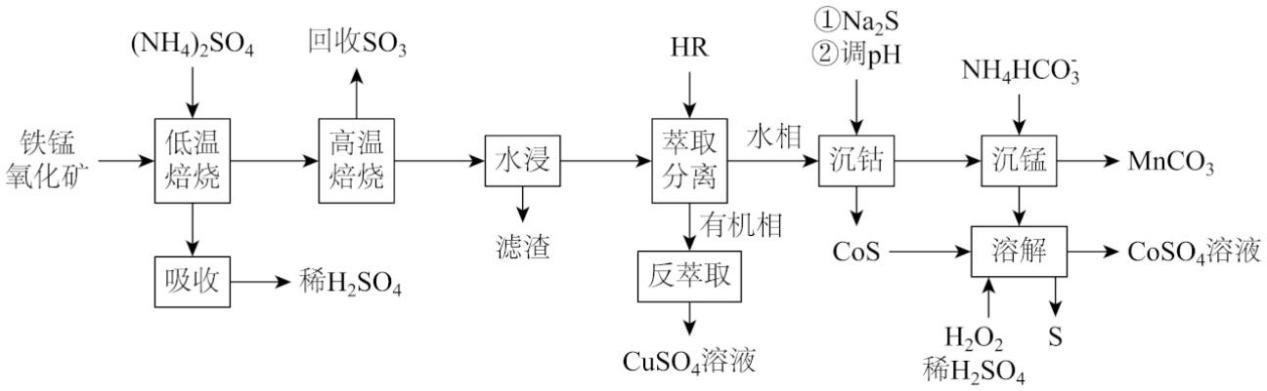 (NH₄)₂SO₄
回收SO₃
HR
①Na₂S
②调pH
NH₄HCO₃⁻
铁锰
氧化矿
低温
焙烧
高温
焙烧
水浸
萃取
分离
水相
沉钴
沉锰
MnCO₃
滤渣
有机相
吸收
稀H₂SO₄
反萃取
CoS
溶解
CoSO₄溶液
CuSO₄溶液
H₂O₂
稀H₂SO₄
S